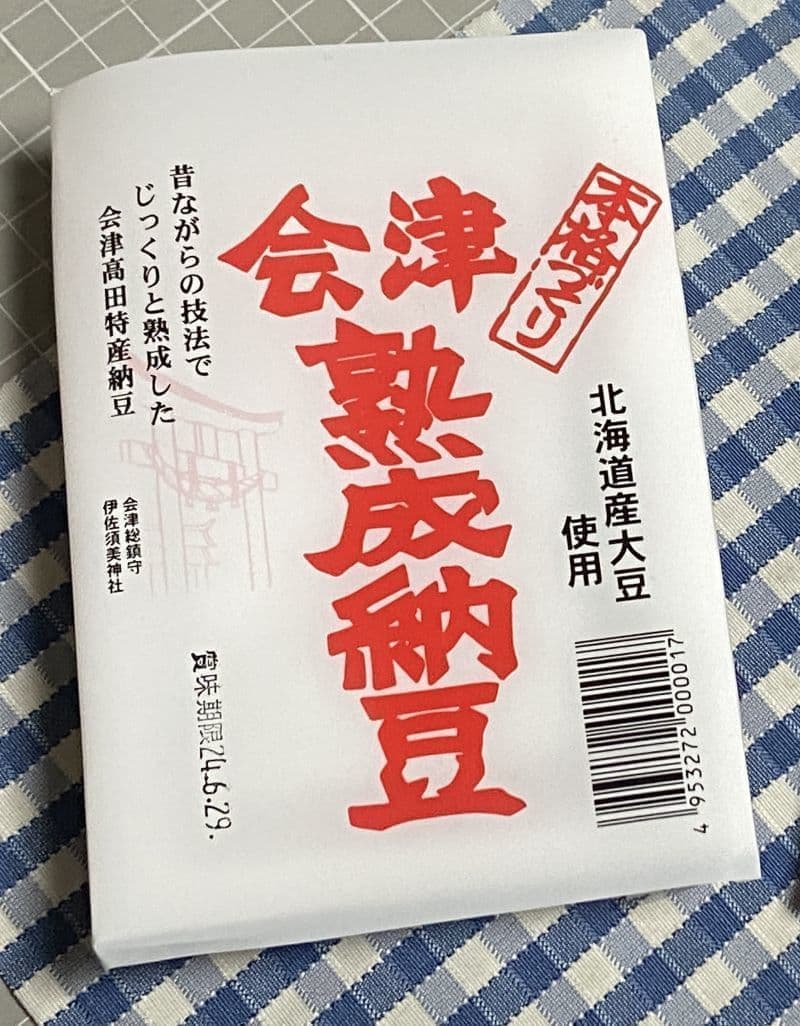 本格づくり
会津
熟成納豆
北海道産大豆
使用
昔ながらの技法で
じっくりと熟成した
会津高田特産納豆
会津総鎮守
伊佐須美神社
賞味期限24.6.29.
4 953272 000017